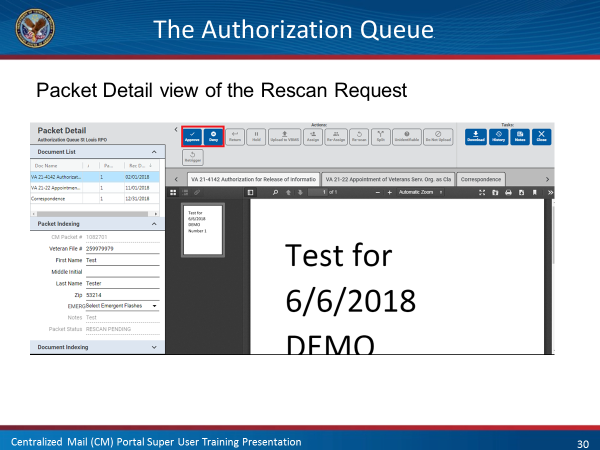 The Authorization Queue
Packet Detail view of the Rescan Request
Packet Detail
Authorization Queue St Louis RPO
Document List
Doc Name Pa... Rec D...
VA 21-4142 Authorizat... 1 02/01/2018
VA 21-22 Appointmen... 1 11/01/2018
Correspondence 1 12/31/2018
Packet Indexing
CM Packet # 1082701
Veteran File # 259979979
First Name Test
Middle Initial
Last Name Tester
Zip 53214
EMERG Select Emergent Flashes
Notes Test
Packet Status RESCAN PENDING
Document Indexing
Actions:
Approve Deny Return Hold Upload to VBMS Assign Re-Assign Re-scan Split Unidentifiable Do Not Upload
Re-trigger
Tasks:
Download History Notes Close
VA 21-4142 Authorization for Release of Informatio VA 21-22 Appointment of Veterans Serv. Org. as Cla Correspondence
1 of 1 Automatic Zoom
Test for
6/6/2018
DEMO
Number 1
Test for
6/6/2018
DEMO
Centralized Mail (CM) Portal Super User Training Presentation
30